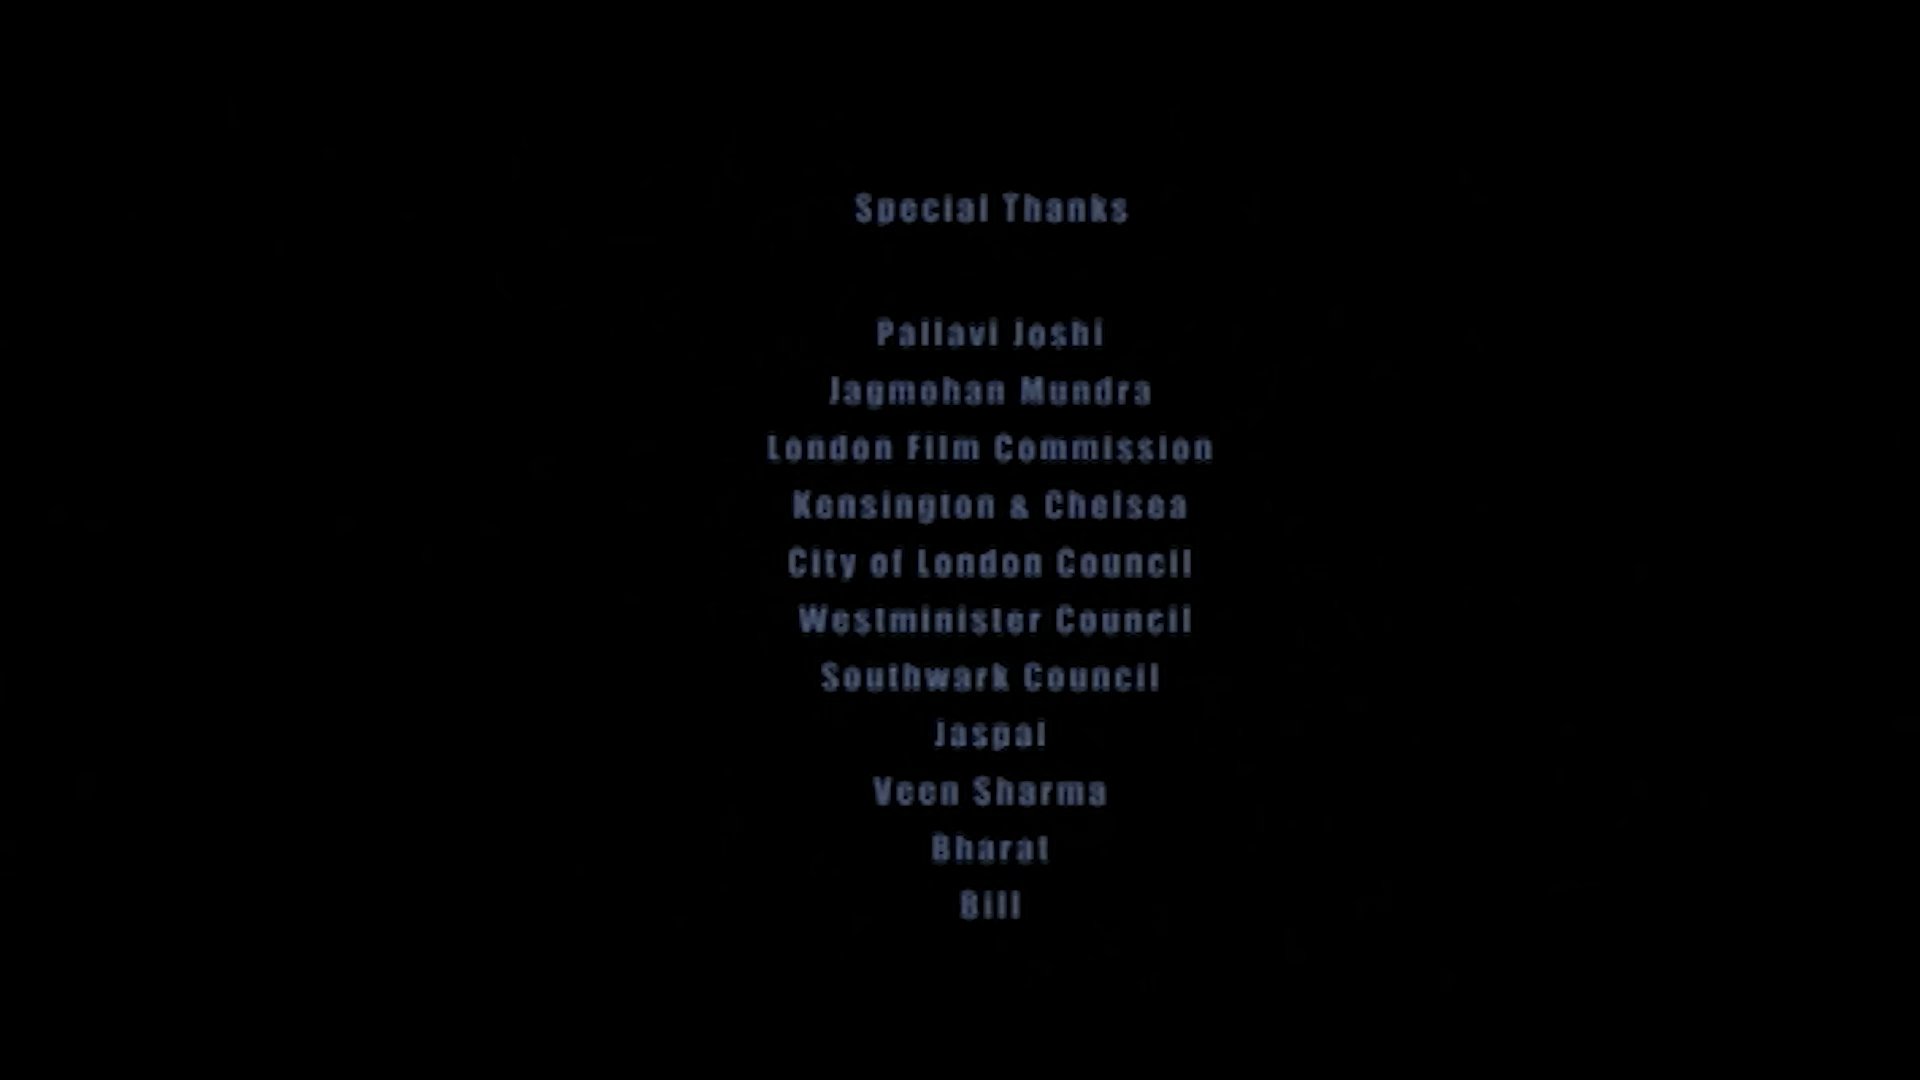 Special Thanks
Pallavi Joshi
Jagmohan Mundra
London Film Commission
Kensington & Chelsea
City of London Council
Westminister Council
Southwark Council
Jaspal
Veen Sharma
Bharat
Bill